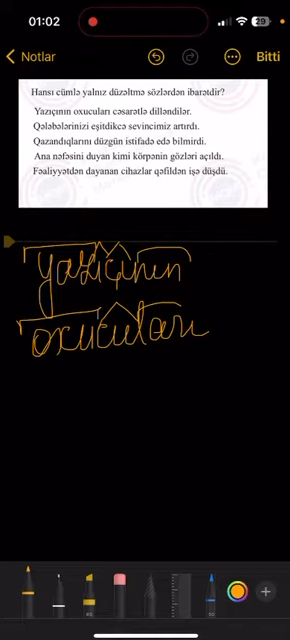 01:02
29
Notlar
Bitti
Hansı cümlə yalnız düzəltmə sözlərdən ibarətdir?
Yazıçının oxucuları cəsarətlə dilləndilər.
Qələbələrinizi eşitdikcə sevincimiz artırdı.
Qazandıqlarını düzgün istifadə edə bilmirdi.
Ana nəfəsini duyan kimi körpənin gözləri açıldı.
Fəaliyyətdən dayanan cihazlar qəfildən işə düşdü.
yazıçının
oxucuları